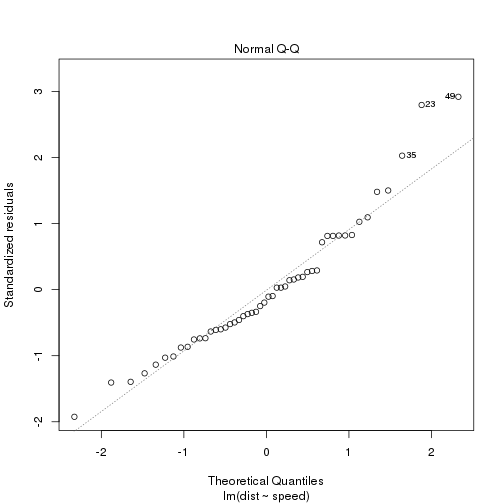 Normal Q-Q
3
2
1
0
-1
-2
Standardized residuals
49
23
35
-2 -1 0 1 2
Theoretical Quantiles
lm(dist ~ speed)